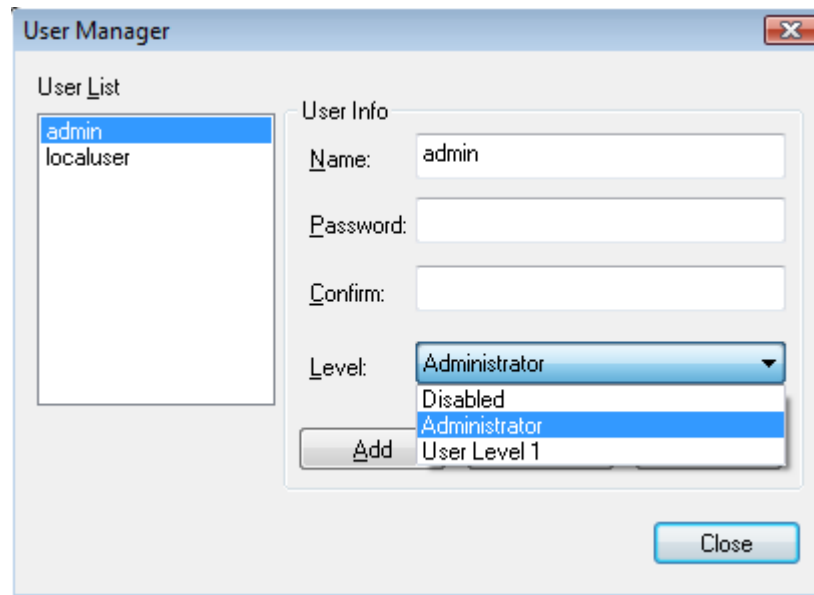 User Manager
User List
admin
localuser
User Info
Name: admin
Password:
Confirm:
Level: Administrator
Disabled
Administrator
User Level 1
Add
Close